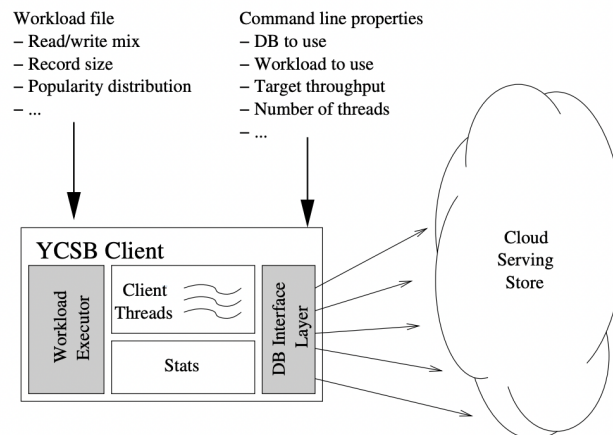 Workload file
– Read/write mix
– Record size
– Popularity distribution
– ...
Command line properties
– DB to use
– Workload to use
– Target throughput
– Number of threads
– ...
YCSB Client
Workload
Executor
Client
Threads
Stats
DB Interface
Layer
Cloud
Serving
Store